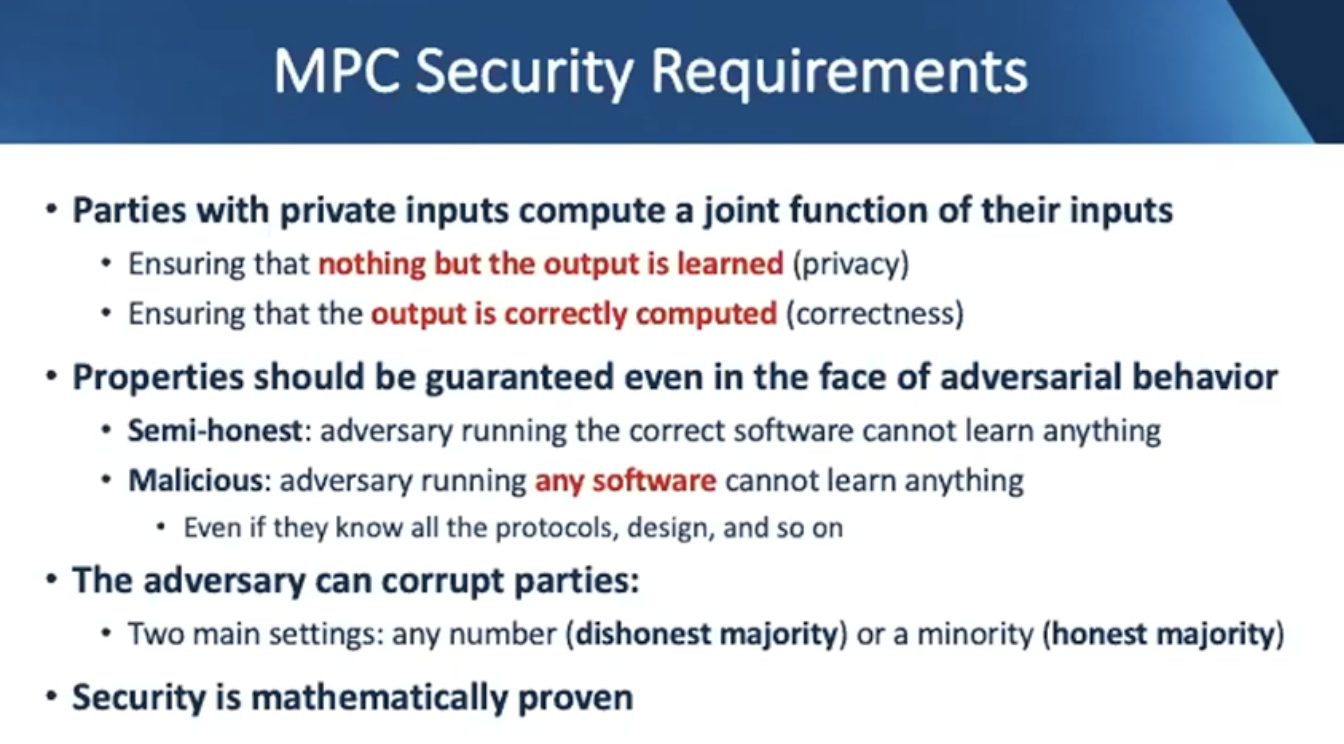 MPC Security Requirements
• Parties with private inputs compute a joint function of their inputs
• Ensuring that nothing but the output is learned (privacy)
• Ensuring that the output is correctly computed (correctness)
• Properties should be guaranteed even in the face of adversarial behavior
• Semi-honest: adversary running the correct software cannot learn anything
• Malicious: adversary running any software cannot learn anything
• Even if they know all the protocols, design, and so on
• The adversary can corrupt parties:
• Two main settings: any number (dishonest majority) or a minority (honest majority)
• Security is mathematically proven